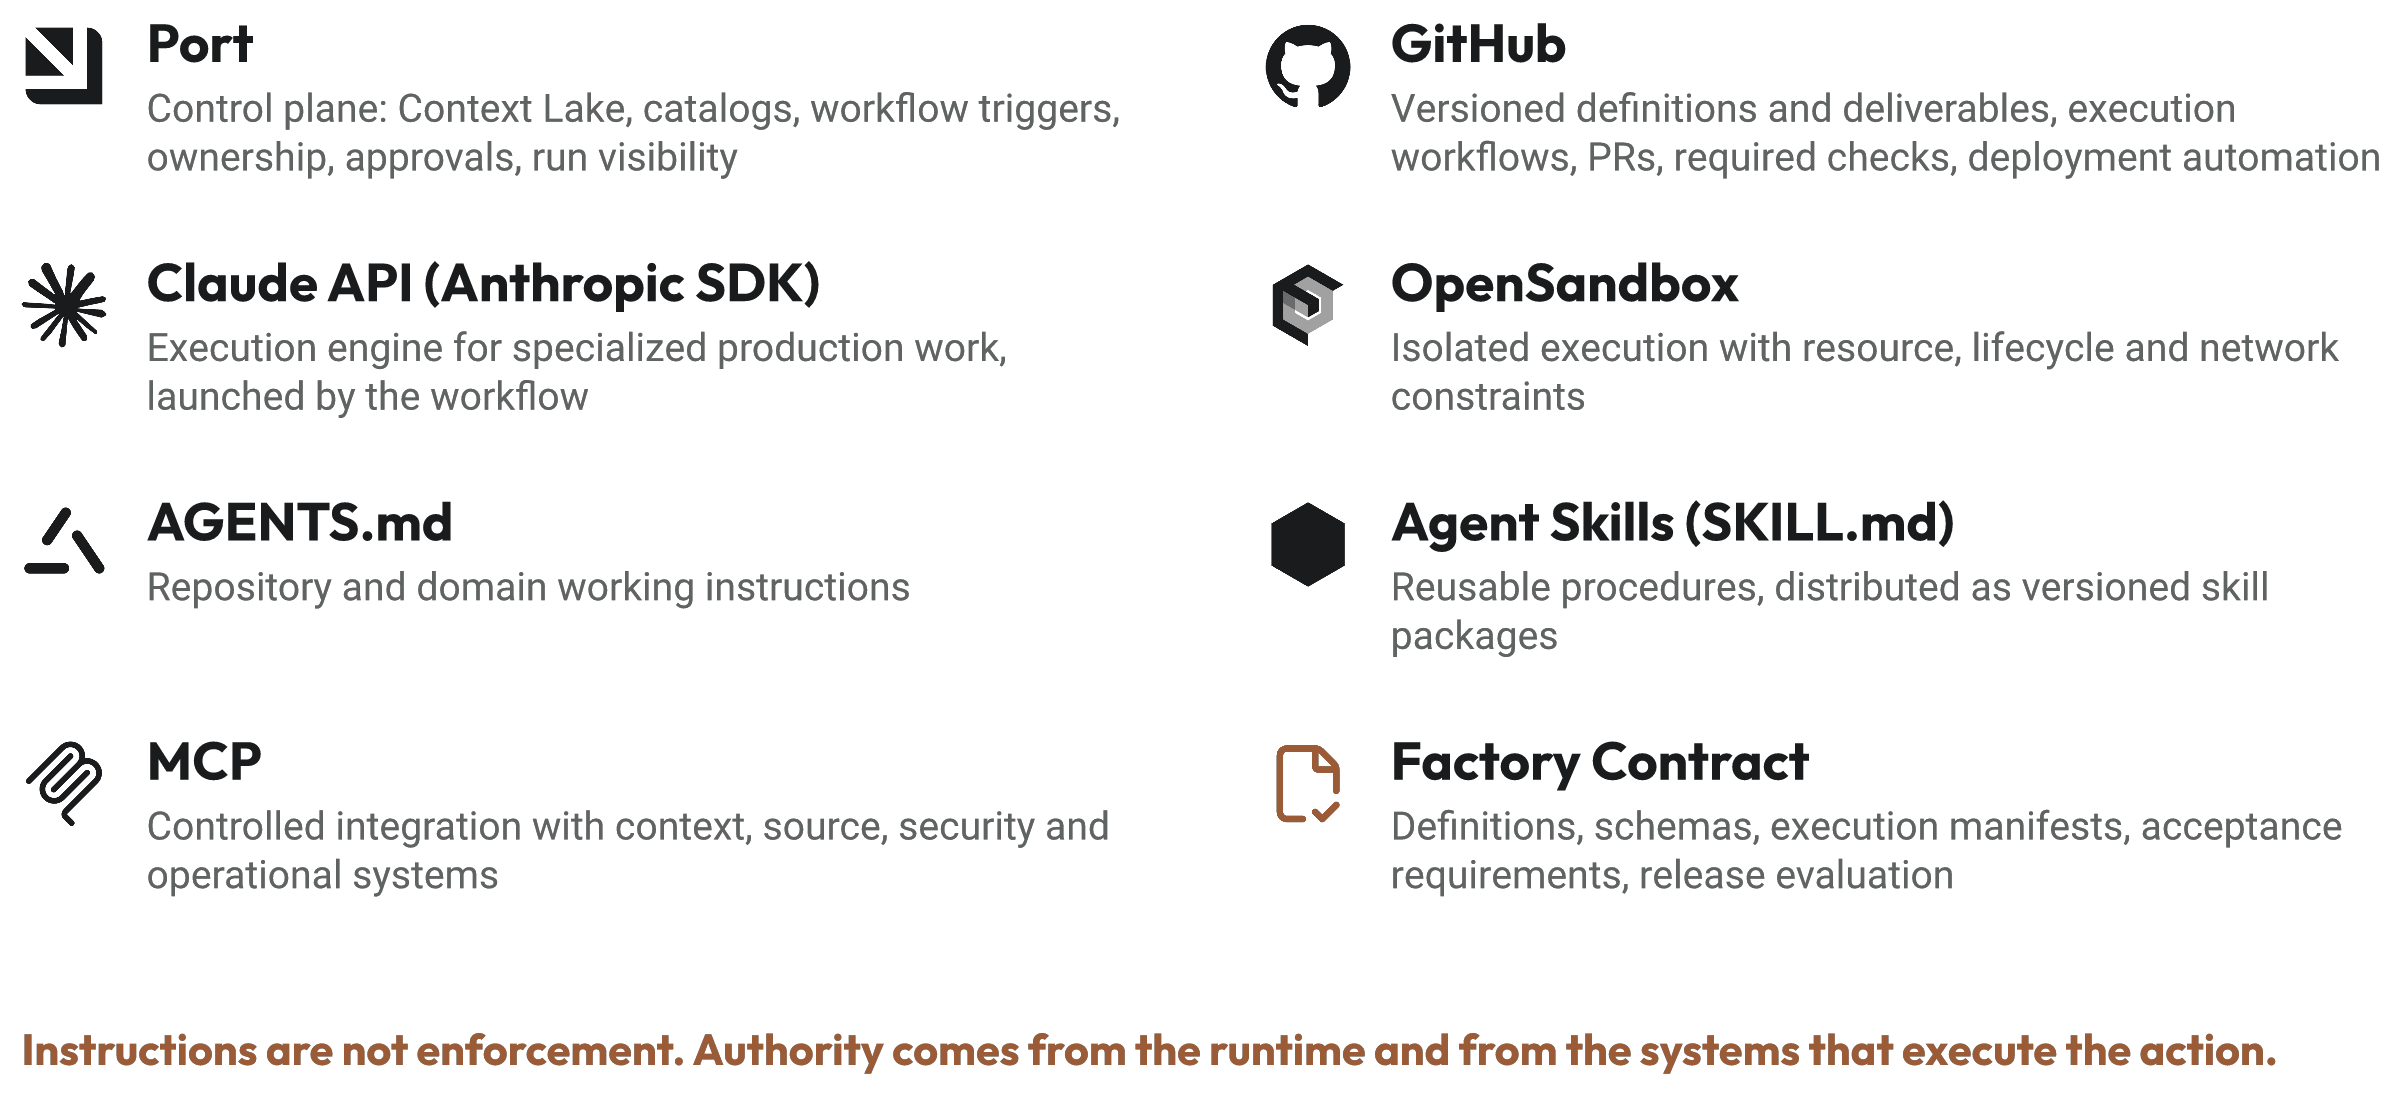 Port
Control plane: Context Lake, catalogs, workflow triggers,
ownership, approvals, run visibility
GitHub
Versioned definitions and deliverables, execution
workflows, PRs, required checks, deployment automation
Claude API (Anthropic SDK)
Execution engine for specialized production work,
launched by the workflow
OpenSandbox
Isolated execution with resource, lifecycle and network
constraints
AGENTS.md
Repository and domain working instructions
Agent Skills (SKILL.md)
Reusable procedures, distributed as versioned skill
packages
MCP
Controlled integration with context, source, security and
operational systems
Factory Contract
Definitions, schemas, execution manifests, acceptance
requirements, release evaluation
Instructions are not enforcement. Authority comes from the runtime and from the systems that execute the action.